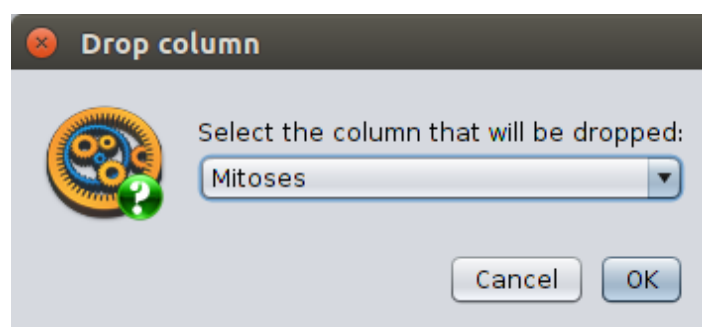 Drop column
Select the column that will be dropped:
Mitoses
Cancel OK